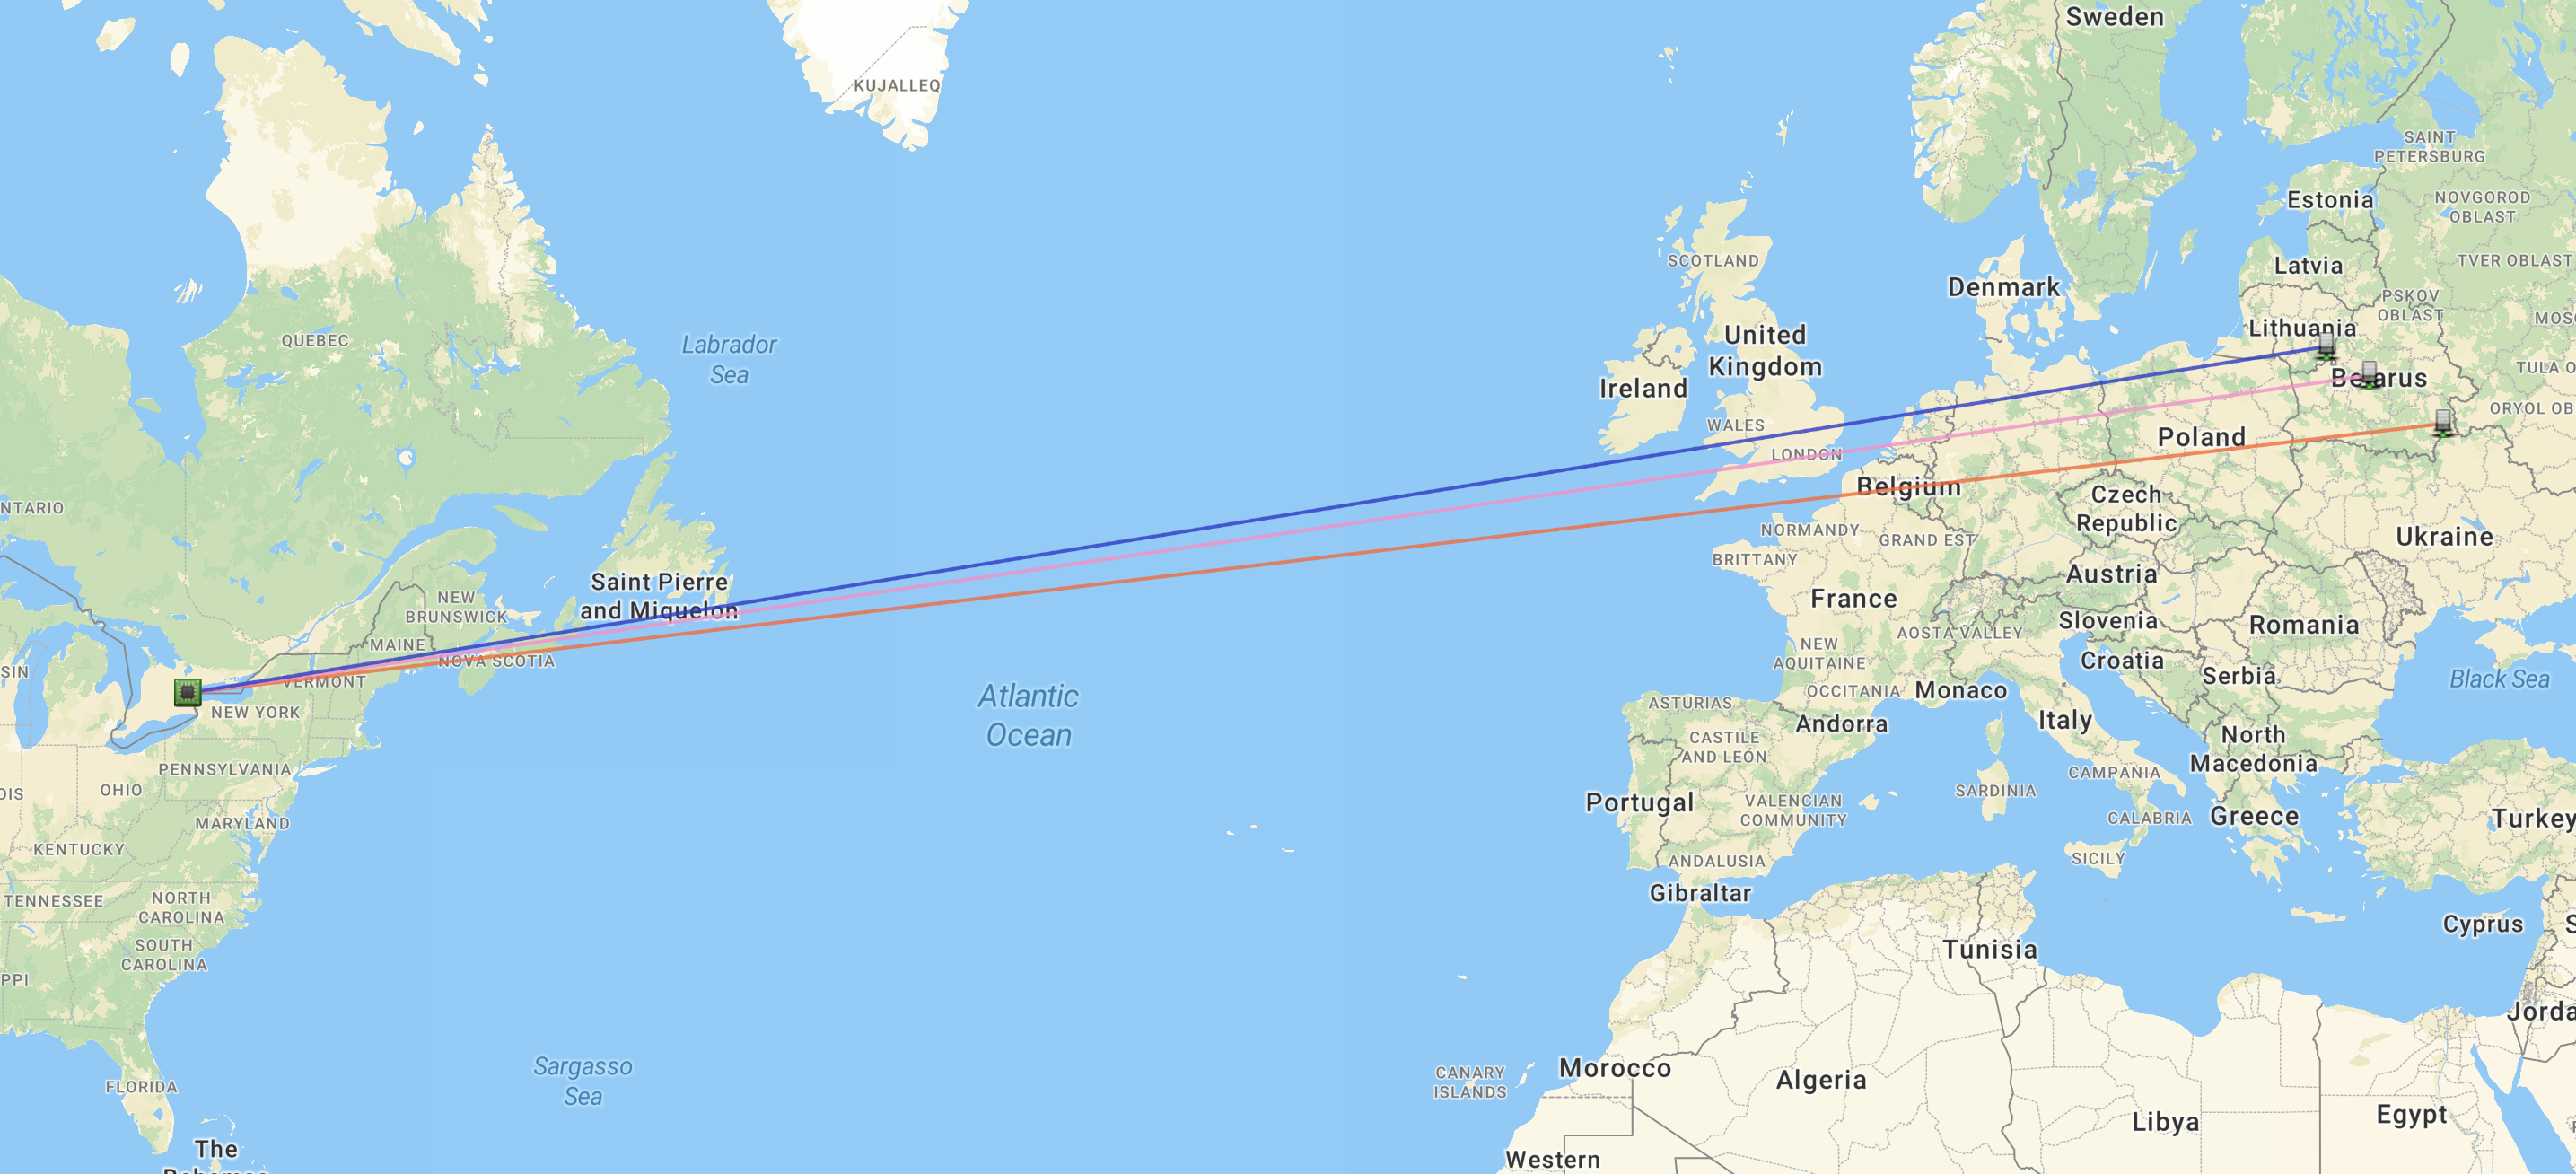 Sweden
KUJALLEQ
SAINT
PETERSBURG
Estonia
NOVGOROD
OBLAST
SCOTLAND
TVER OBLAST
Latvia
Denmark
PSKOV
OBLAST
MOS
Lithuania
QUEBEC
Labrador
Sea
United
Kingdom
TULA O
Ireland
Be arus
ORYOL OB
WALES
Poland
LONDON
Belgium
Czech
Republic
NTARIO
NORMANDY
GRAND EST
Ukraine
BRITTANY
Austria
Saint Pierre
and Miquelon
NEW
BRUNSWICK
France
Slovenia
Romania
AOSTA VALLEY
MAINE
NEW
AQUITAINE
NOVA SCOTIA
Croatia
SIN
Serbia
Black Sea
VERMONT
OCCITANIA
Monaco
Atlantic
Ocean
ASTURIAS
NEW YORK
Andorra
Italy
CASTILE
AND LEÓN
North
Macedonia
PENNSYLVANIA
CAMPANIA
OIS
OHIO
SARDINIA
Portugal
VALENCIAN
COMMUNITY
CALABRIA
Greece
Turkey
MARYLAND
KENTUCKY
ANDALUSIA
SICILY
Gibraltar
TENNESSEE
NORTH
CAROLINA
Cyprus
S
SOUTH
CAROLINA
Tunisia
PPI
Jorda
Sargasso
Sea
CANARY
ISLANDS
Morocco
Algeria
FLORIDA
Libya
Egypt
The
Western